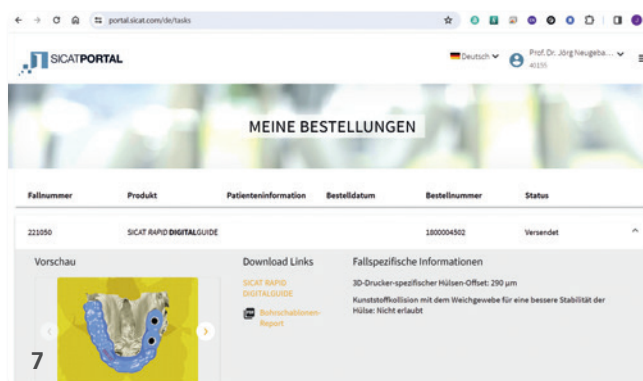 portal.sicat.com/de/tasks
SICATPORTAL
Deutsch
Prof. Dr. Jörg Neugeba...
40155
MEINE BESTELLUNGEN
Fallnummer Produkt Patienteninformation Bestelldatum Bestellnummer Status
221050 SICAT RAPID DIGITALGUIDE 1800004502 Versendet
Vorschau Download Links Fallspezifische Informationen
SICAT RAPID
DIGITALGUIDE
3D-Drucker-spezifischer Hülsen-Offset: 290 µm
Kunststoffkollision mit dem Weichgewebe für eine bessere Stabilität der
Hülse: Nicht erlaubt
PDF
Bohrschablonen-
Report
7